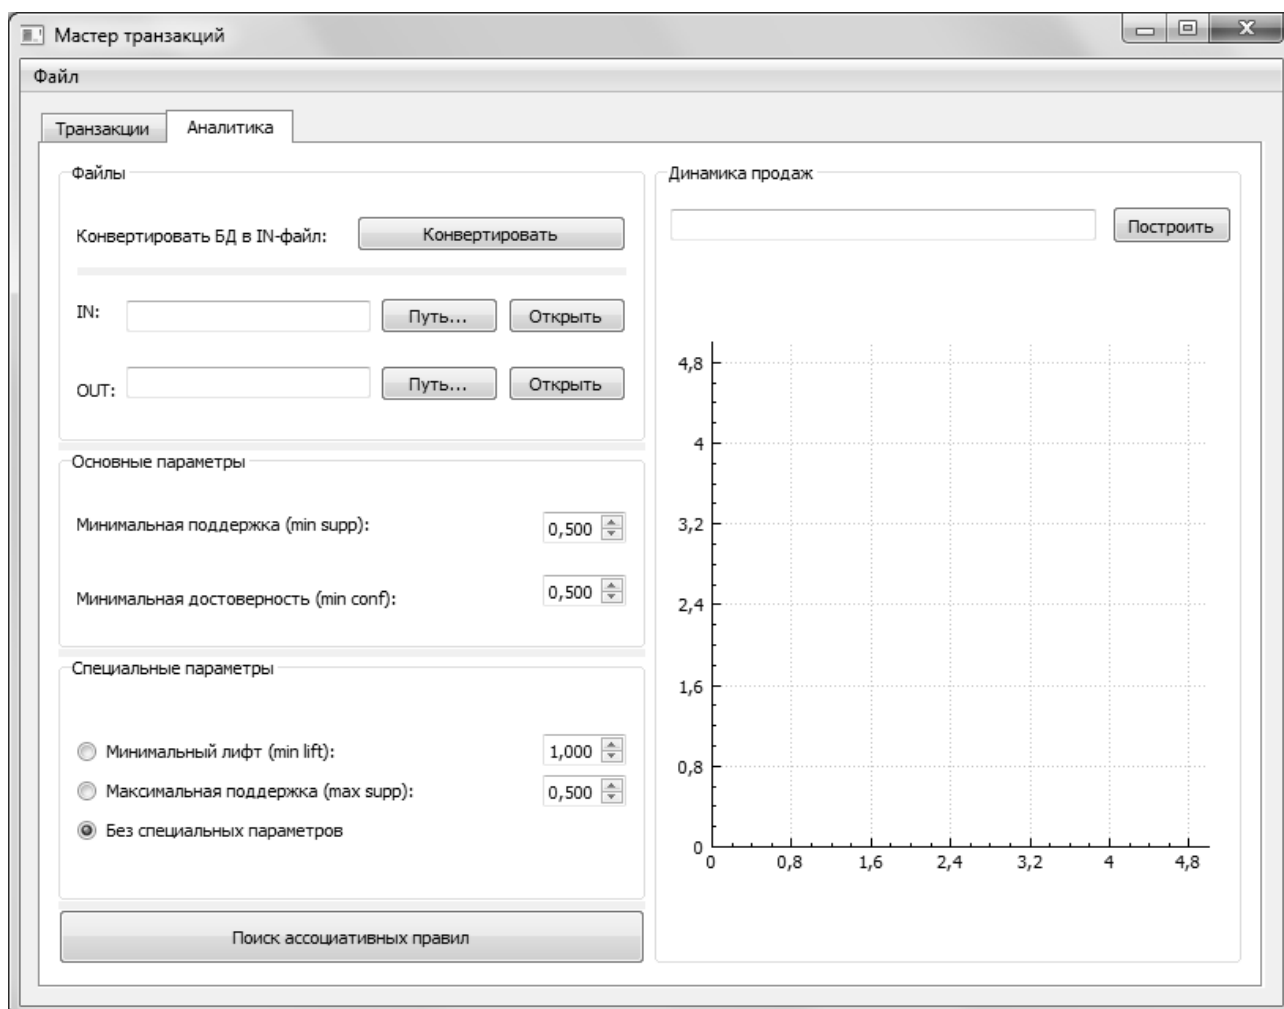 Мастер транзакций
Файл
Транзакции Аналитика
Файлы
Конвертировать БД в IN-файл: Конвертировать
IN: Путь... Открыть
OUT: Путь... Открыть
Основные параметры
Минимальная поддержка (min supp): 0,500
Минимальная достоверность (min conf): 0,500
Специальные параметры
Минимальный лифт (min lift): 1,000
Максимальная поддержка (max supp): 0,500
Без специальных параметров
Поиск ассоциативных правил
Динамика продаж
Построить
4,8
4
3,2
2,4
1,6
0,8
0
0 0,8 1,6 2,4 3,2 4 4,8